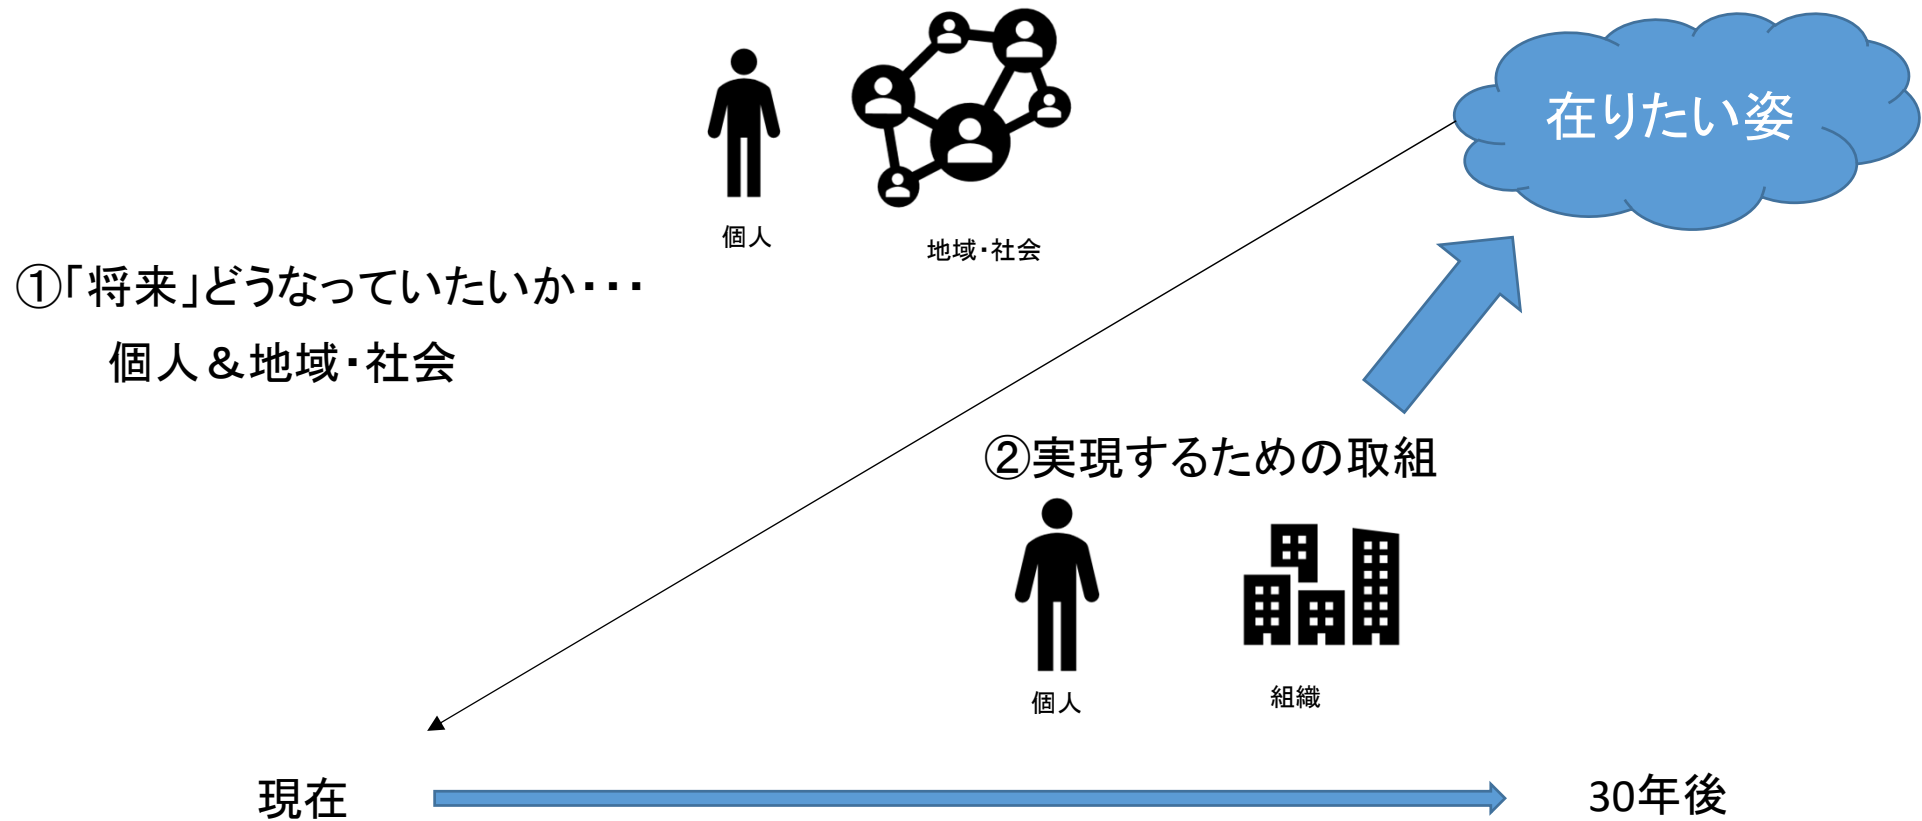 在りたい姿
個人
地域・社会
①「将来」どうなっていたいか・・・
個人&地域・社会
②実現するための取組
個人
組織
現在
30年後